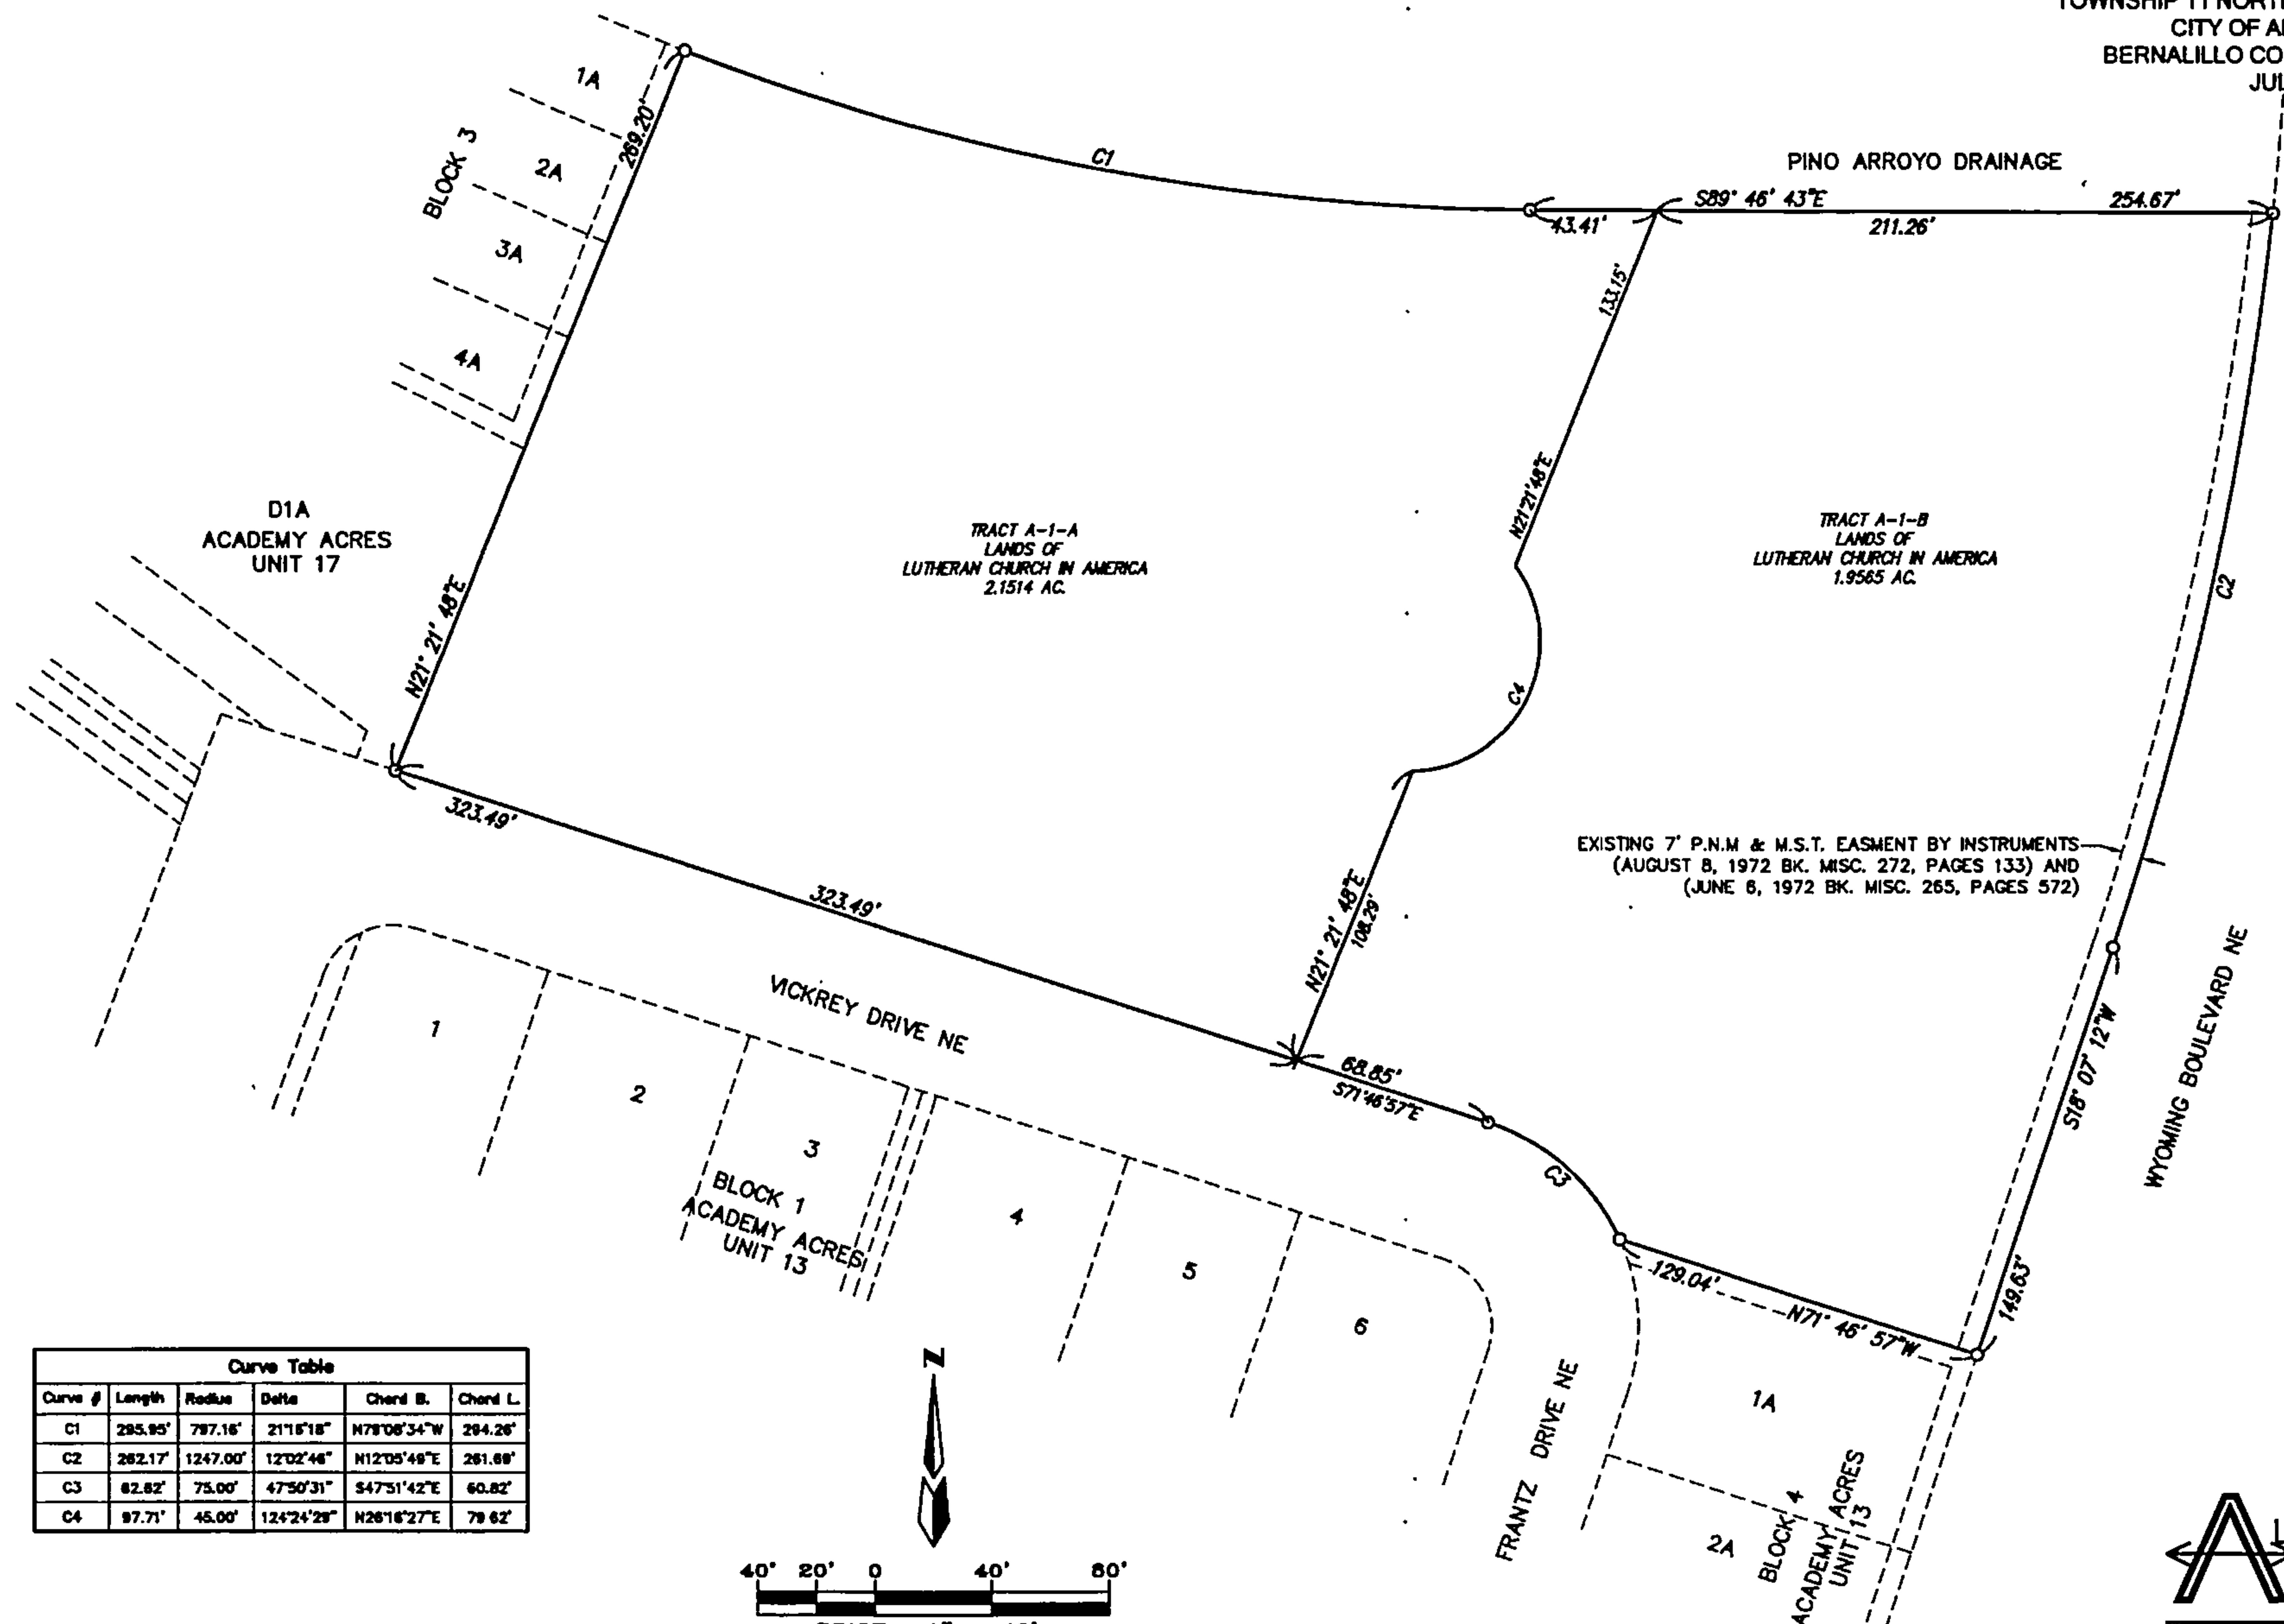 TOWNSHIP 11 NORT
CITY OF A
BERNALILLO CO
JUL
1A
BLOCK 3
2A
3A
4A
269.20'
N21° 21' 48"E
C1
PINO ARROYO DRAINAGE
S89° 46' 43"E
254.67'
43.41'
211.26'
133.15'
N21°21'48"E
D1A
ACADEMY ACRES
UNIT 17
TRACT A-1-A
LANDS OF
LUTHERAN CHURCH IN AMERICA
2.1514 AC.
TRACT A-1-B
LANDS OF
LUTHERAN CHURCH IN AMERICA
1.9565 AC.
C2
C4
323.49'
323.49'
N21° 21' 48"E
108.29'
EXISTING 7' P.N.M & M.S.T. EASMENT BY INSTRUMENTS
(AUGUST 8, 1972 BK. MISC. 272, PAGES 133) AND
(JUNE 6, 1972 BK. MISC. 265, PAGES 572)
WYOMING BOULEVARD NE
S18° 07' 12"W
149.63'
VICKREY DRIVE NE
68.85'
S71°46'57"E
C3
129.04'
N71° 46' 57"W
1
2
3
BLOCK 1
ACADEMY ACRES
UNIT 13
4
5
6
FRANTZ DRIVE NE
1A
2A
BLOCK 4
ACADEMY ACRES
UNIT 13
Curve Table
Curve # Length Radius Delta Chord B. Chord L.
C1 295.95' 797.16' N79°08'34"W 294.26'
C2 262.17' 1247.00' 12°02'46" N12°05'49"E 261.69'
C3 62.62' 75.00' 47°50'31" S47°51'42"E 60.82'
C4 97.71' 45.00' 124°24'29" N26°16'27"E 79.62'
N
40' 20' 0 40' 80'
A